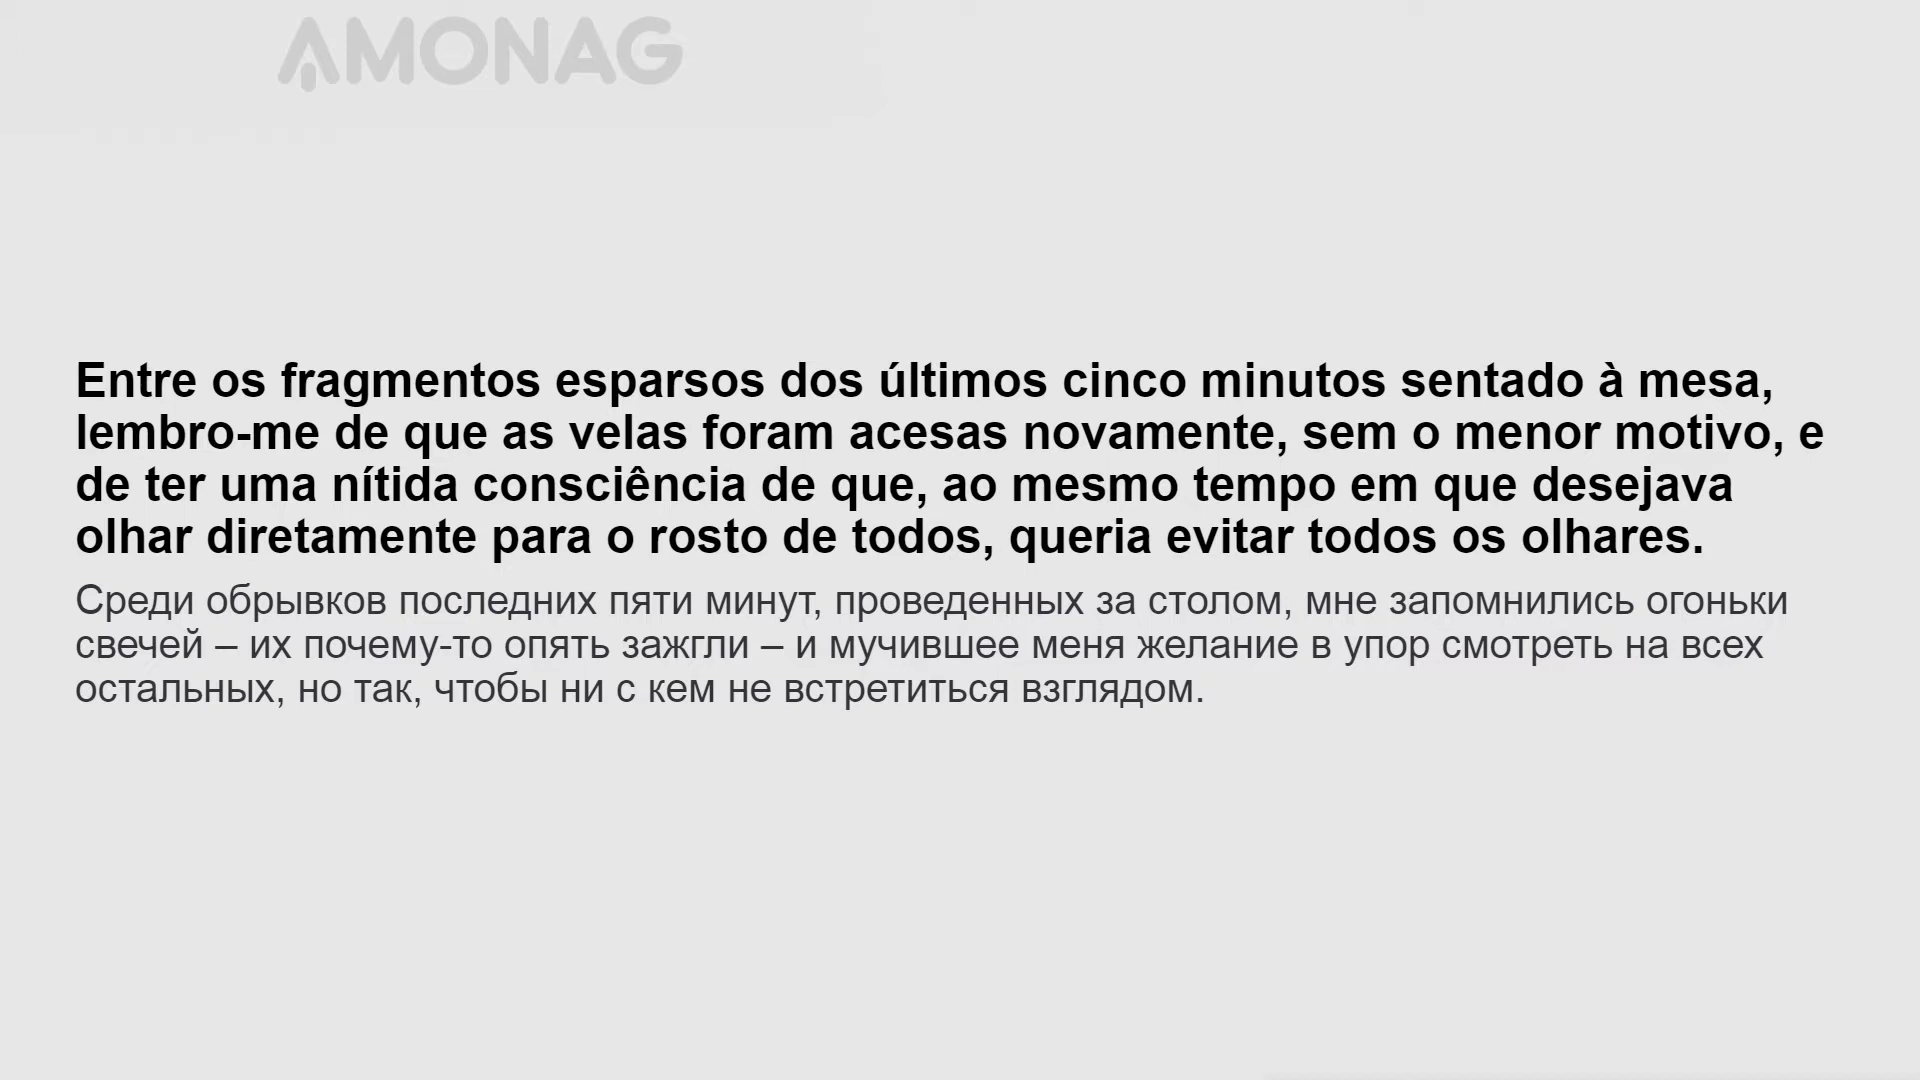 AMONAG
Entre os fragmentos esparsos dos últimos cinco minutos sentado à mesa,
lembro-me de que as velas foram acesas novamente, sem o menor motivo, e
de ter uma nítida consciência de que, ao mesmo tempo em que desejava
olhar diretamente para o rosto de todos, queria evitar todos os olhares.
Среди обрывков последних пяти минут, проведенных за столом, мне запомнились огоньки
свечей – их почему-то опять зажгли – и мучившее меня желание в упор смотреть на всех
остальных, но так, чтобы ни с кем не встретиться взглядом.